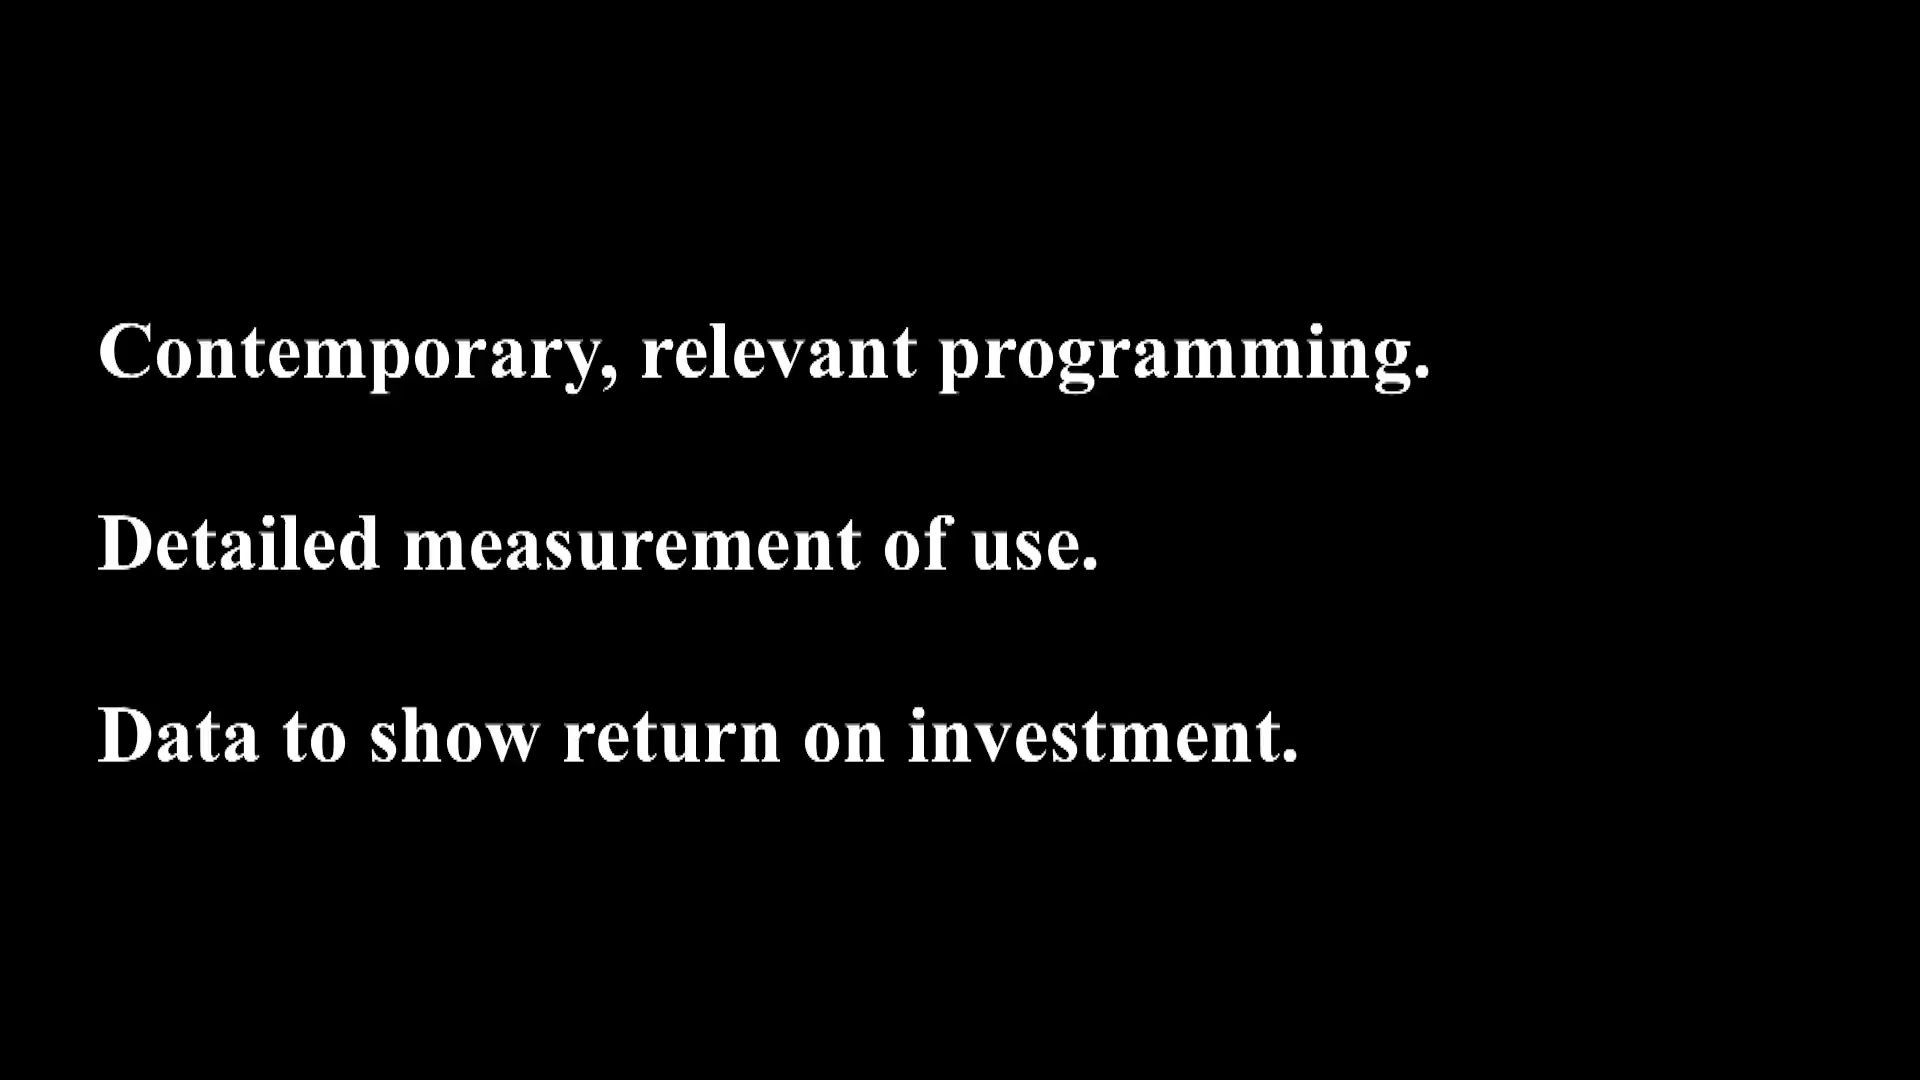 Contemporary, relevant programming.
Detailed measurement of use.
Data to show return on investment.